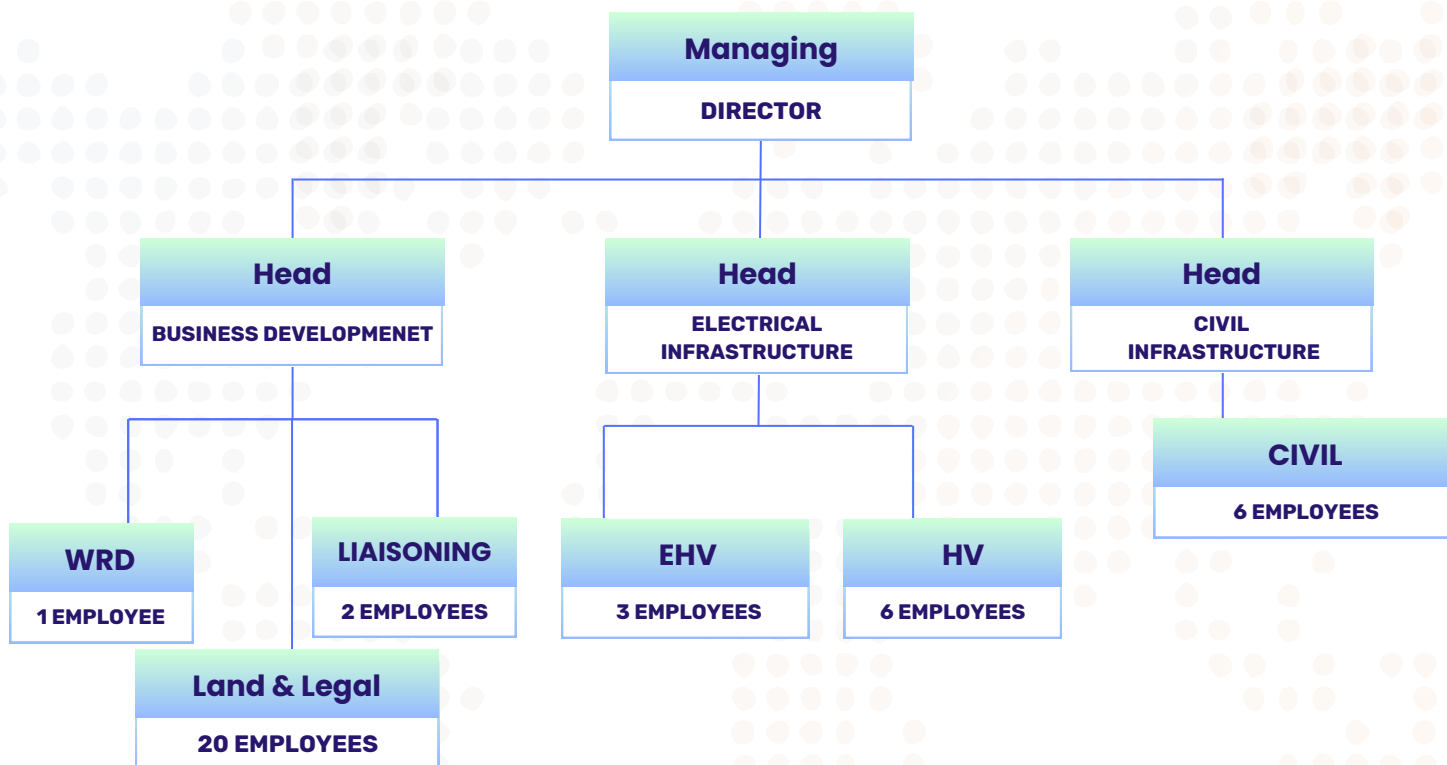 Managing
DIRECTOR
Head
BUSINESS DEVELOPMENET
Head
ELECTRICAL
INFRASTRUCTURE
Head
CIVIL
INFRASTRUCTURE
CIVIL
6 EMPLOYEES
WRD
1 EMPLOYEE
LIAISONING
2 EMPLOYEES
EHV
3 EMPLOYEES
HV
6 EMPLOYEES
Land & Legal
20 EMPLOYEES